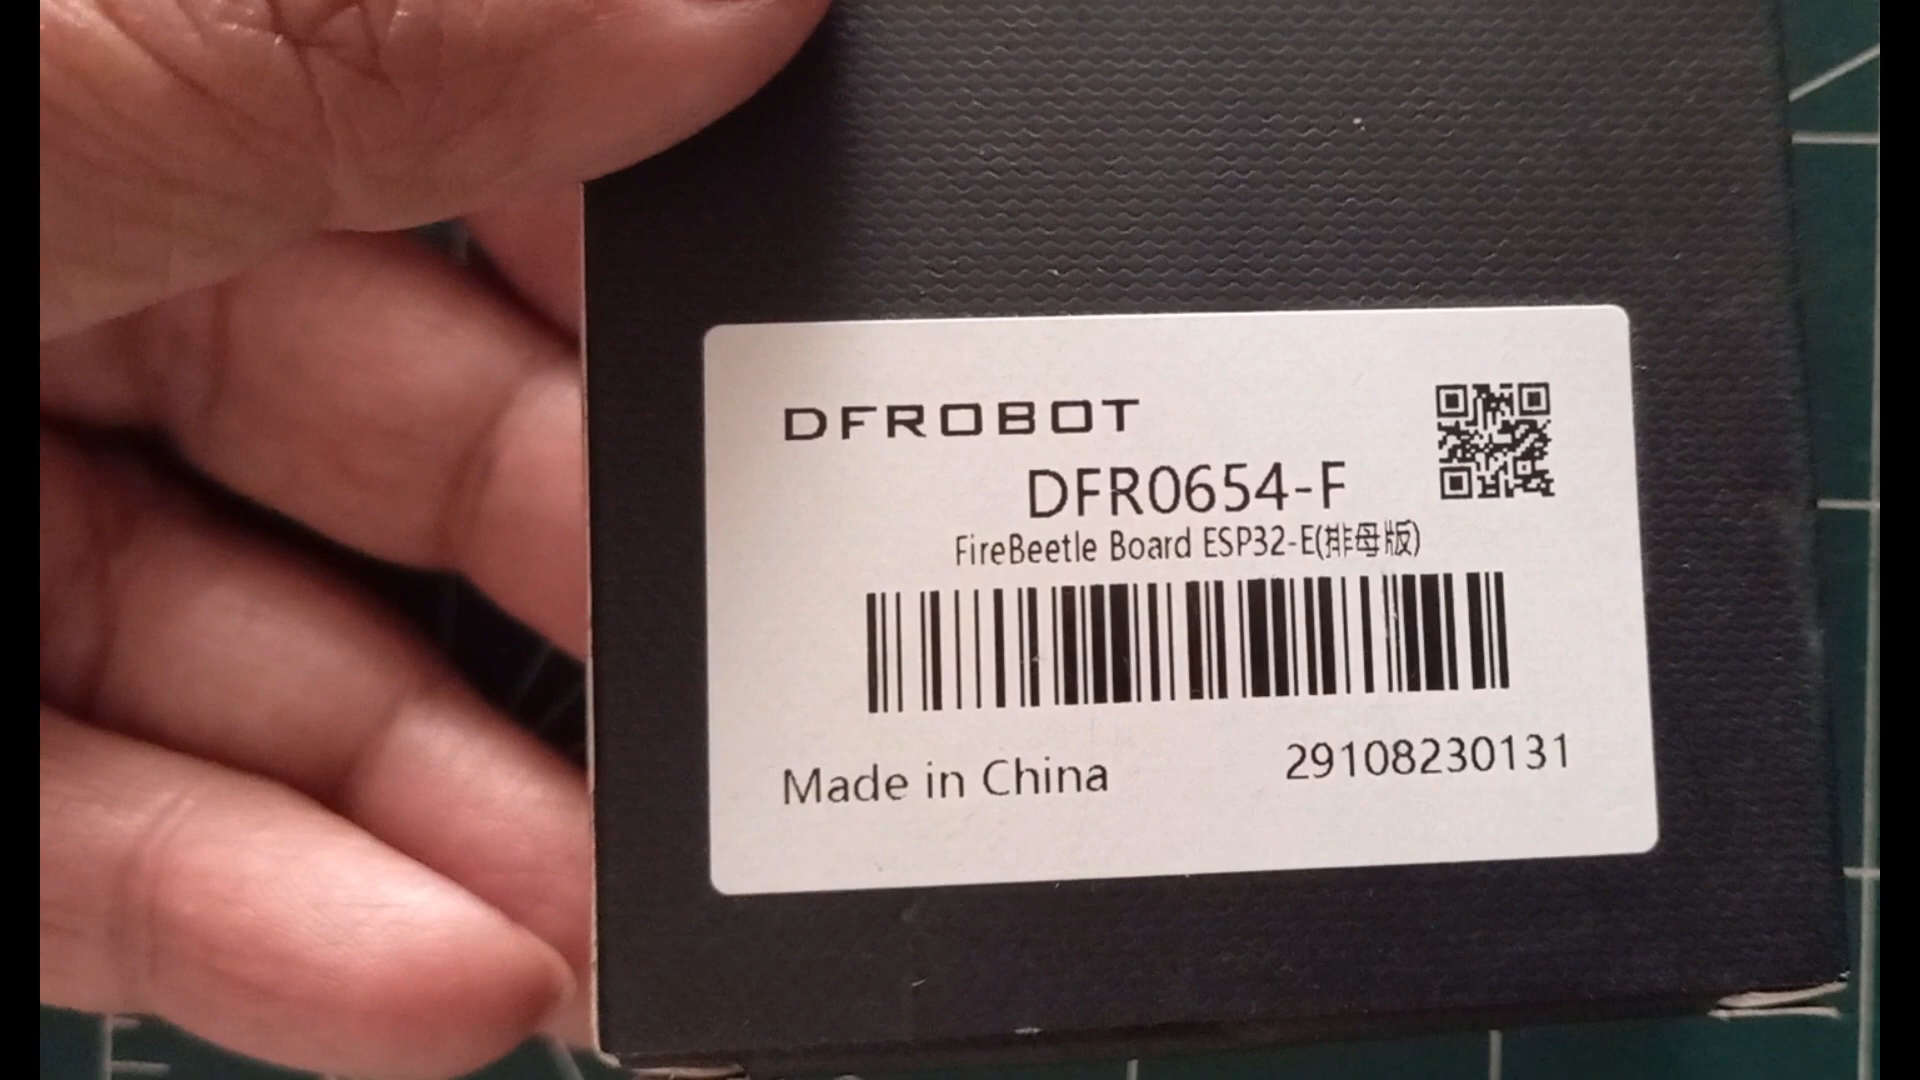 DFROBOT
DFR0654-F
FireBeetle Board ESP32-E(排母版)
Made in China
29108230131